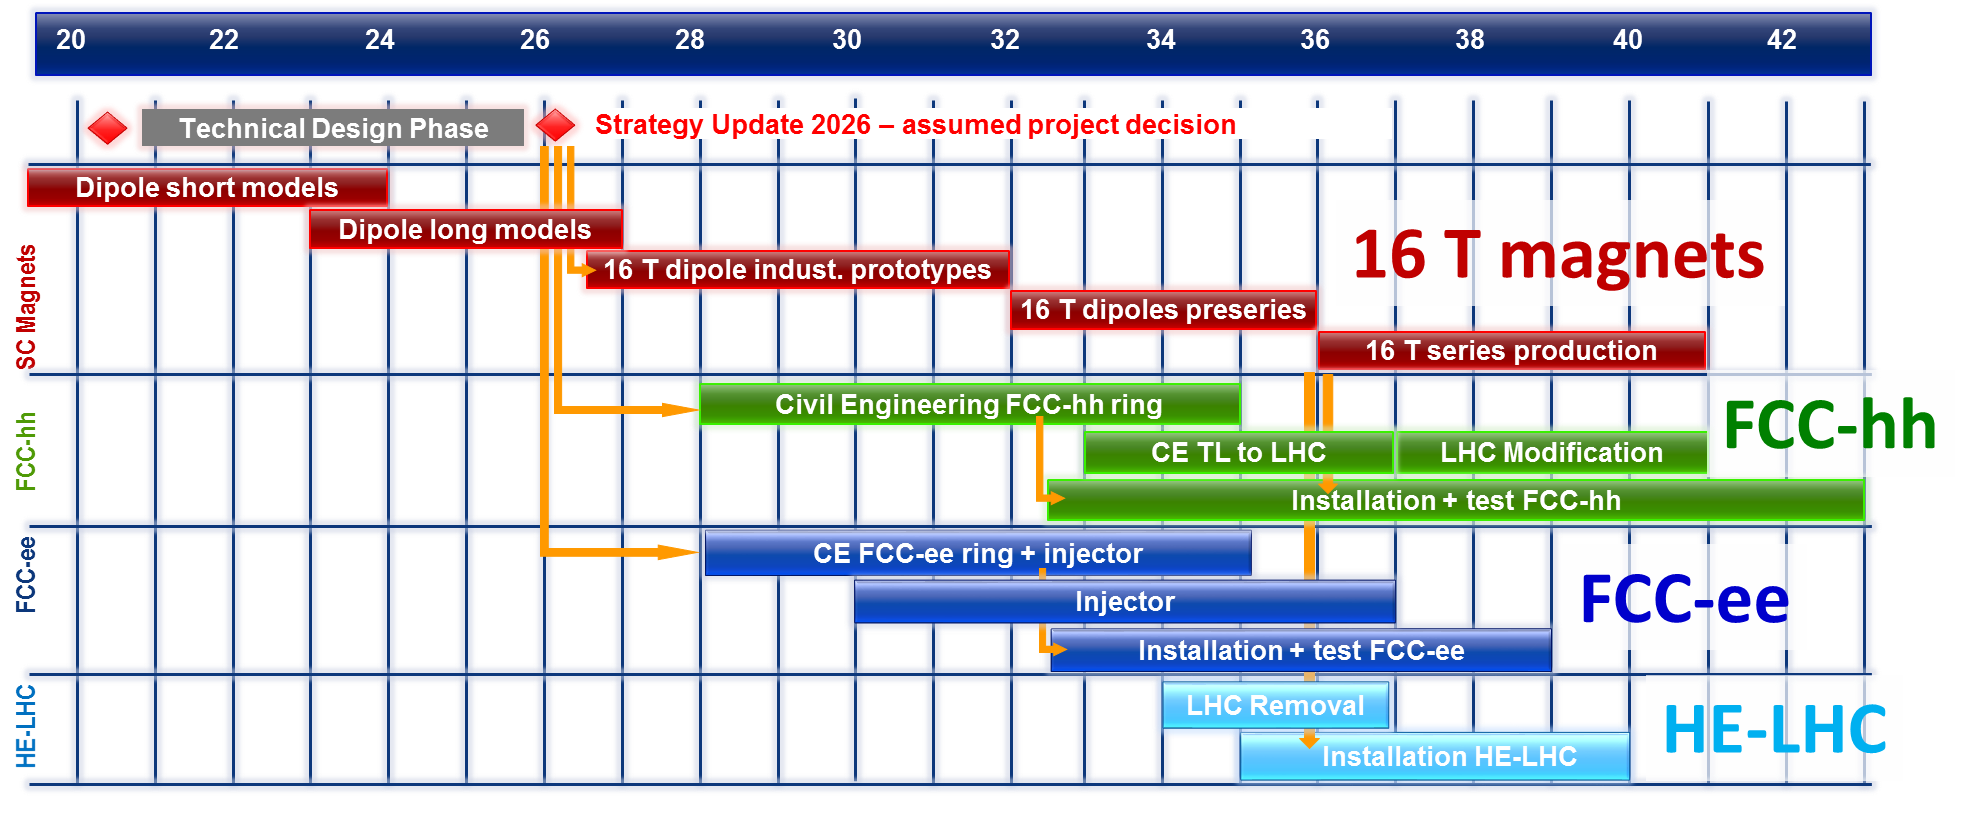 20 22 24 26 28 30 32 34 36 38 40 42
Technical Design Phase
Strategy Update 2026 – assumed project decision
SC Magnets
Dipole short models
Dipole long models
16 T dipole indust. prototypes
16 T dipoles preseries
16 T series production
16 T magnets
FCC-hh
Civil Engineering FCC-hh ring
CE TL to LHC
LHC Modification
Installation + test FCC-hh
FCC-hh
FCC-ee
CE FCC-ee ring + injector
Injector
Installation + test FCC-ee
FCC-ee
HE-LHC
LHC Removal
Installation HE-LHC
HE-LHC